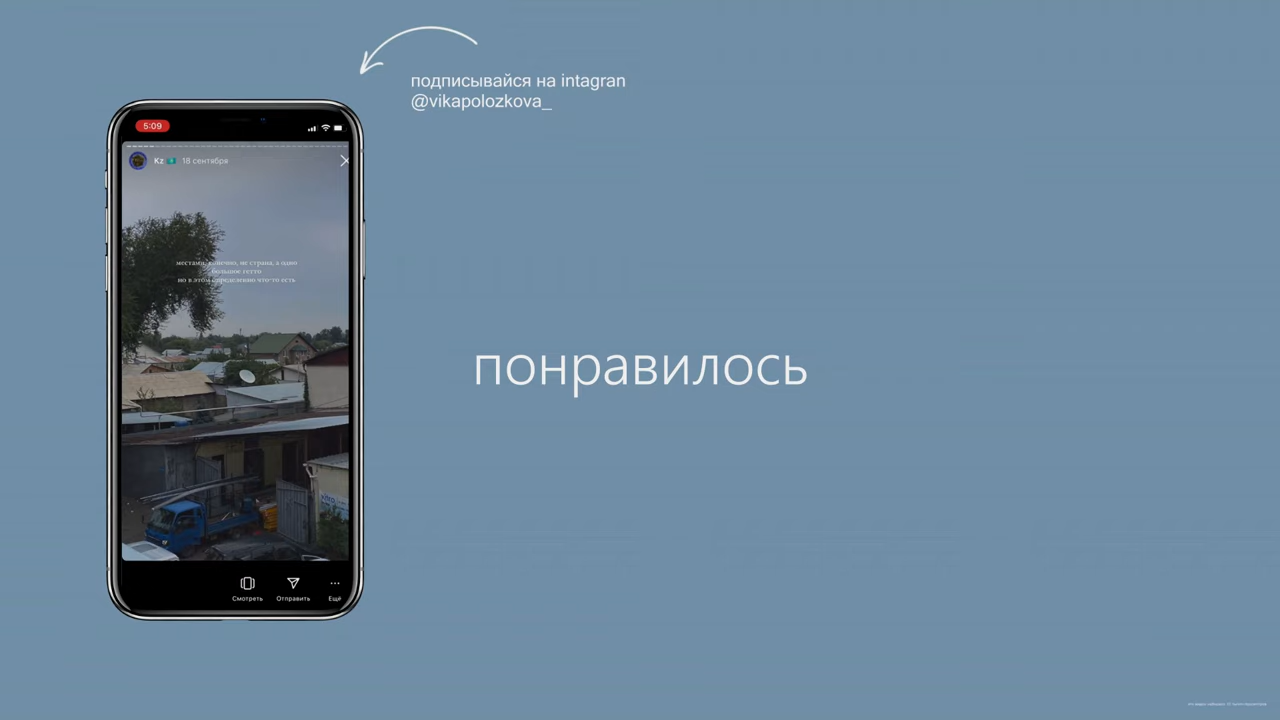 подписывайся на intagran
@vikapolozkova_
5:09
Kz 18 сентября
местами, конечно, не страна, а одно
большое гетто
но в этом определенно что-то есть
понравилось
Смотреть Отправить Ещё